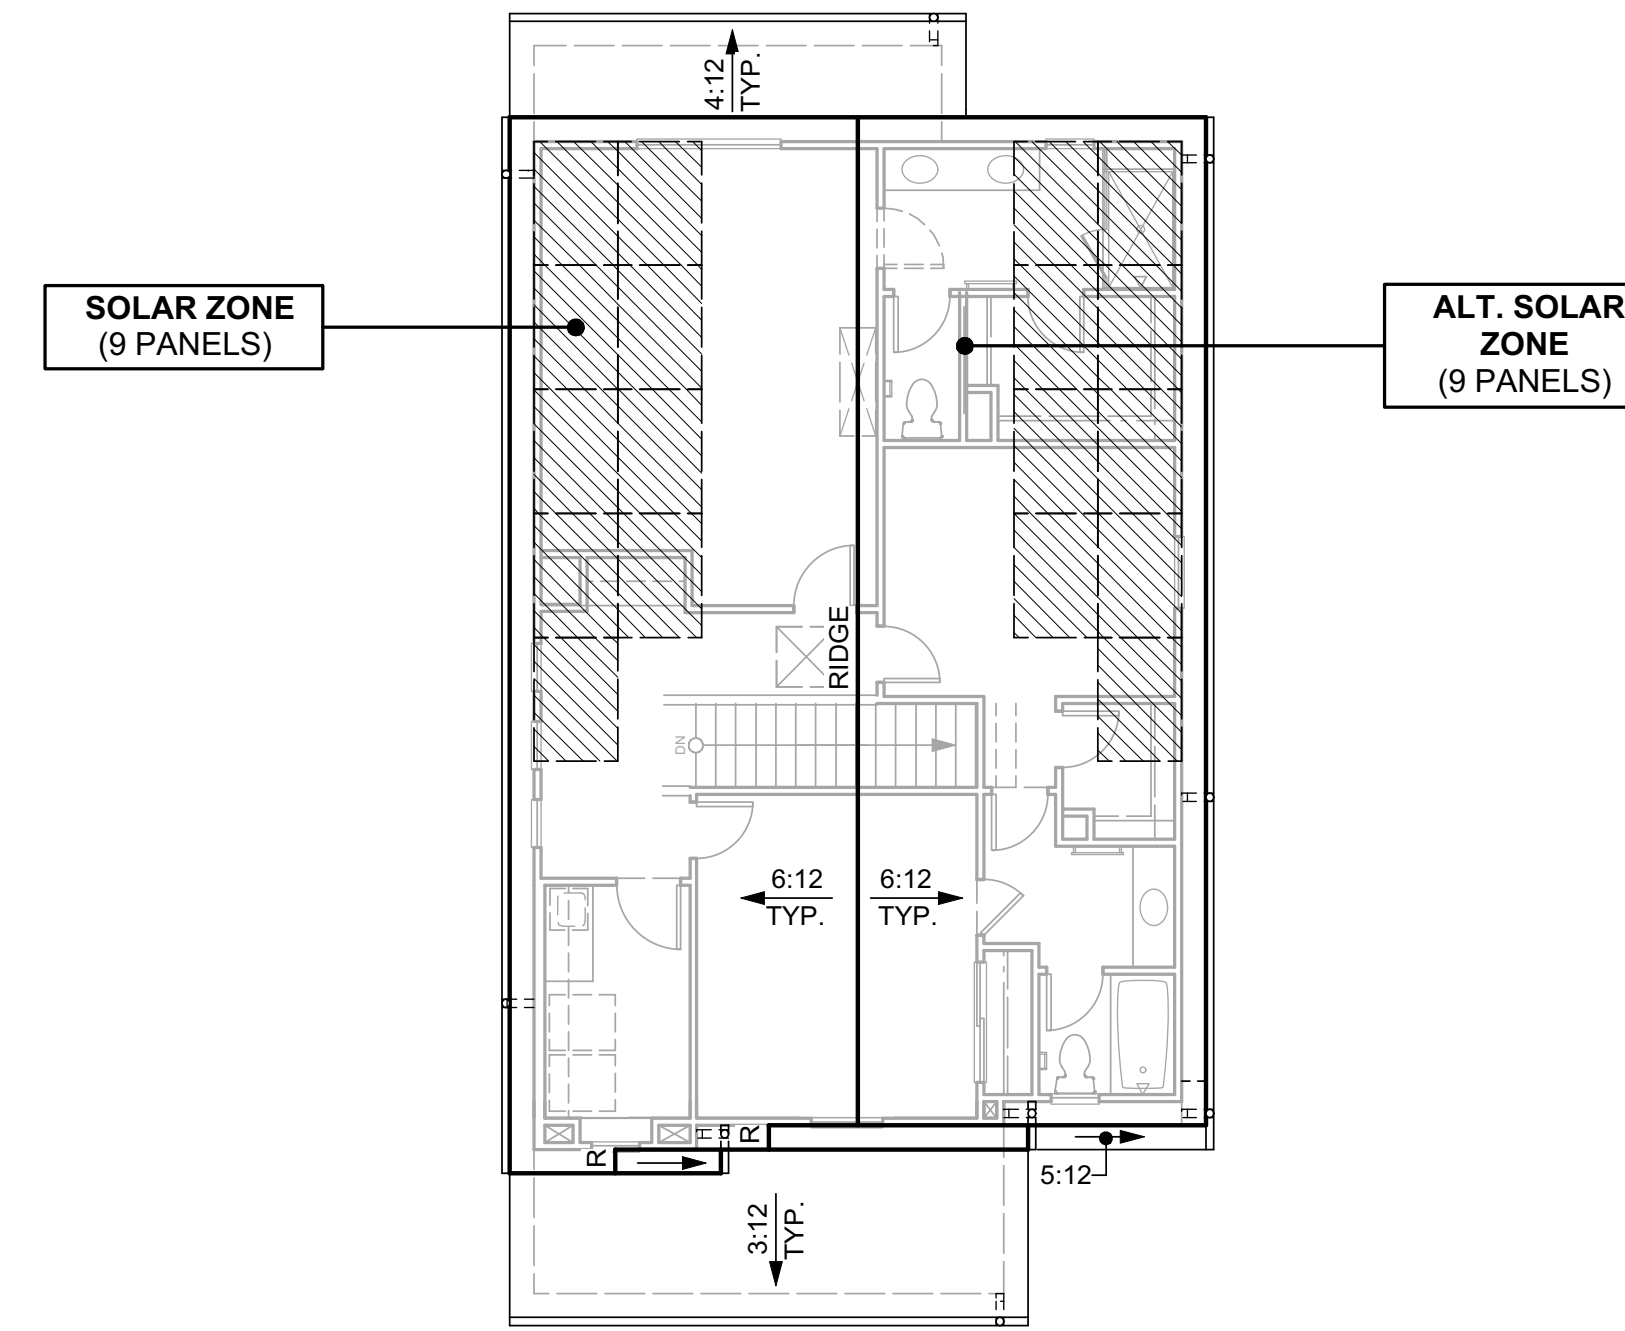 4:12
TYP.
SOLAR ZONE
(9 PANELS)
ALT. SOLAR
ZONE
(9 PANELS)
RIDGE
DN
6:12
TYP.
6:12
TYP.
R
R
5:12
3:12
TYP.